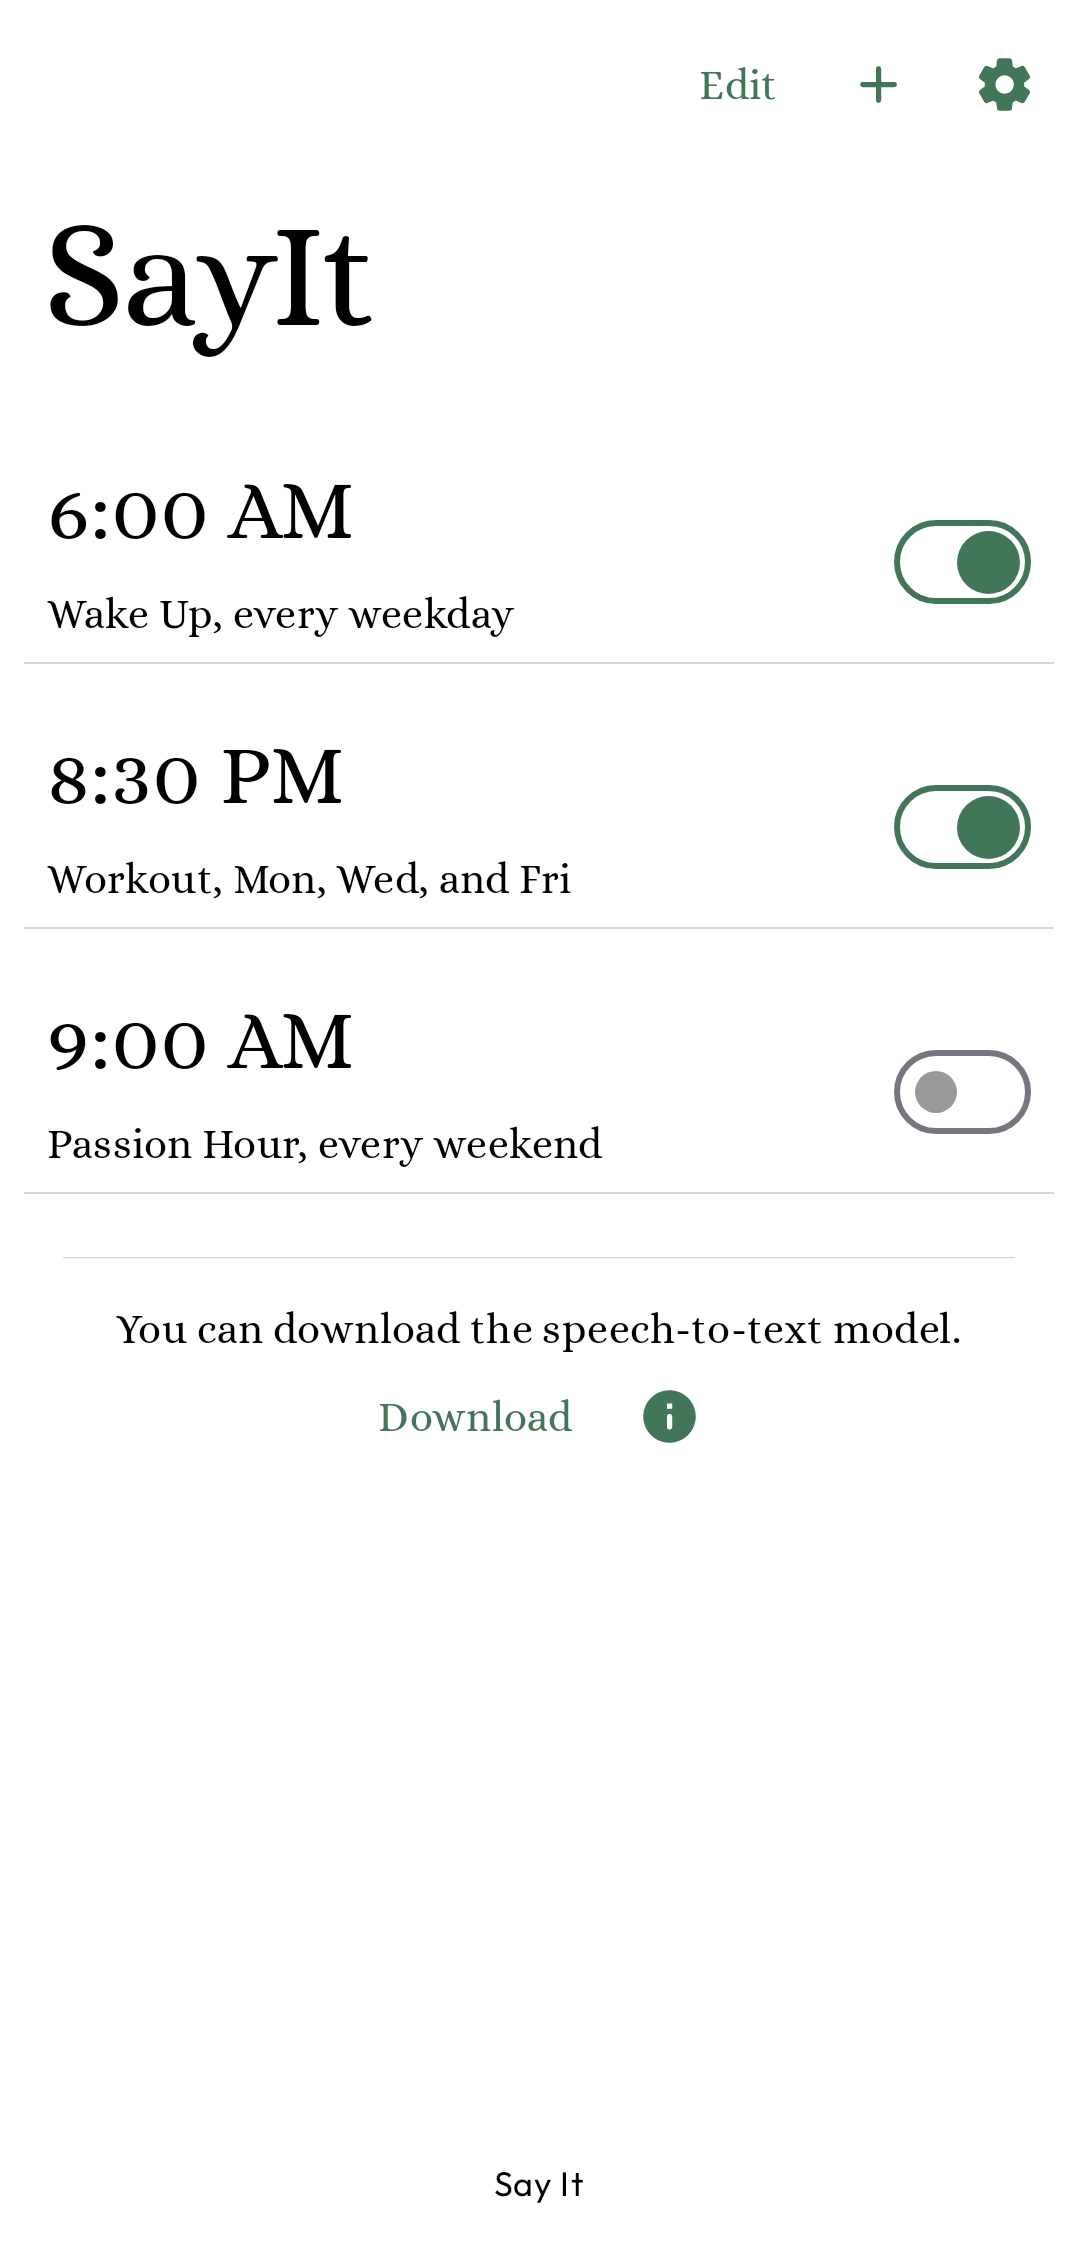 Edit
SayIt
6:00 AM
Wake Up, every weekday
8:30 PM
Workout, Mon, Wed, and Fri
9:00 AM
Passion Hour, every weekend
You can download the speech-to-text model.
Download
Say It